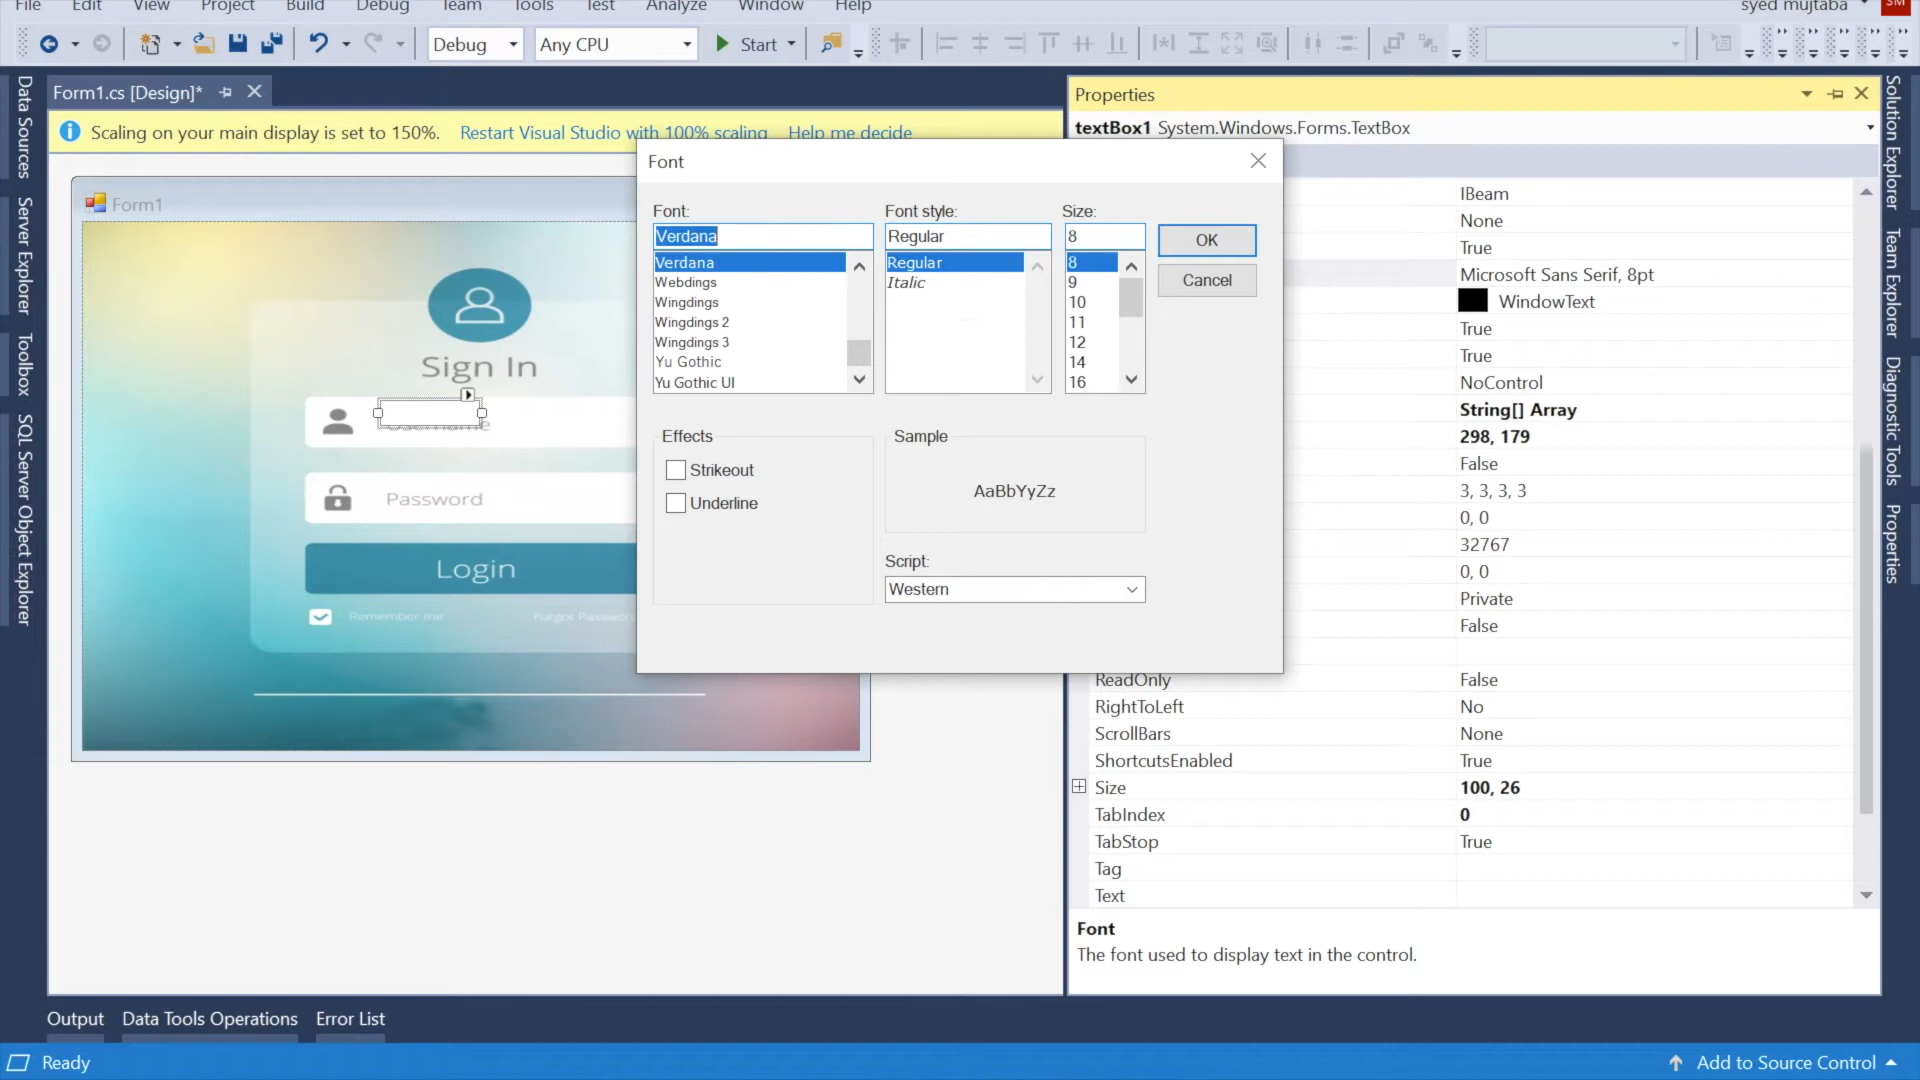 File Edit View Project Build Debug Team Tools Test Analyze Window Help
syed mujtaba
SM
Debug Any CPU Start
Form1.cs [Design]*
Scaling on your main display is set to 150%. Restart Visual Studio with 100% scaling Help me decide
Data Sources
Server Explorer
Toolbox
SQL Server Object Explorer
Form1
Sign In
Password
Login
Remember me
Forgot Passwor
Font
Font: Font style: Size:
Verdana Regular 8
OK
Cancel
Verdana Regular 8
Webdings Italic 9
Wingdings 10
Wingdings 2 11
Wingdings 3 12
Yu Gothic 14
Yu Gothic UI 16
Effects
Strikeout
Underline
Sample
AaBbYyZz
Script:
Western
Properties
textBox1 System.Windows.Forms.TextBox
IBeam
None
True
Microsoft Sans Serif, 8pt
WindowText
True
True
NoControl
String[] Array
298, 179
False
3, 3, 3, 3
0, 0
32767
0, 0
Private
False
ReadOnly False
RightToLeft No
ScrollBars None
ShortcutsEnabled True
Size 100, 26
TabIndex 0
TabStop True
Tag
Text
Font
The font used to display text in the control.
Solution Explorer
Team Explorer
Diagnostic Tools
Properties
Output Data Tools Operations Error List
Ready
Add to Source Control